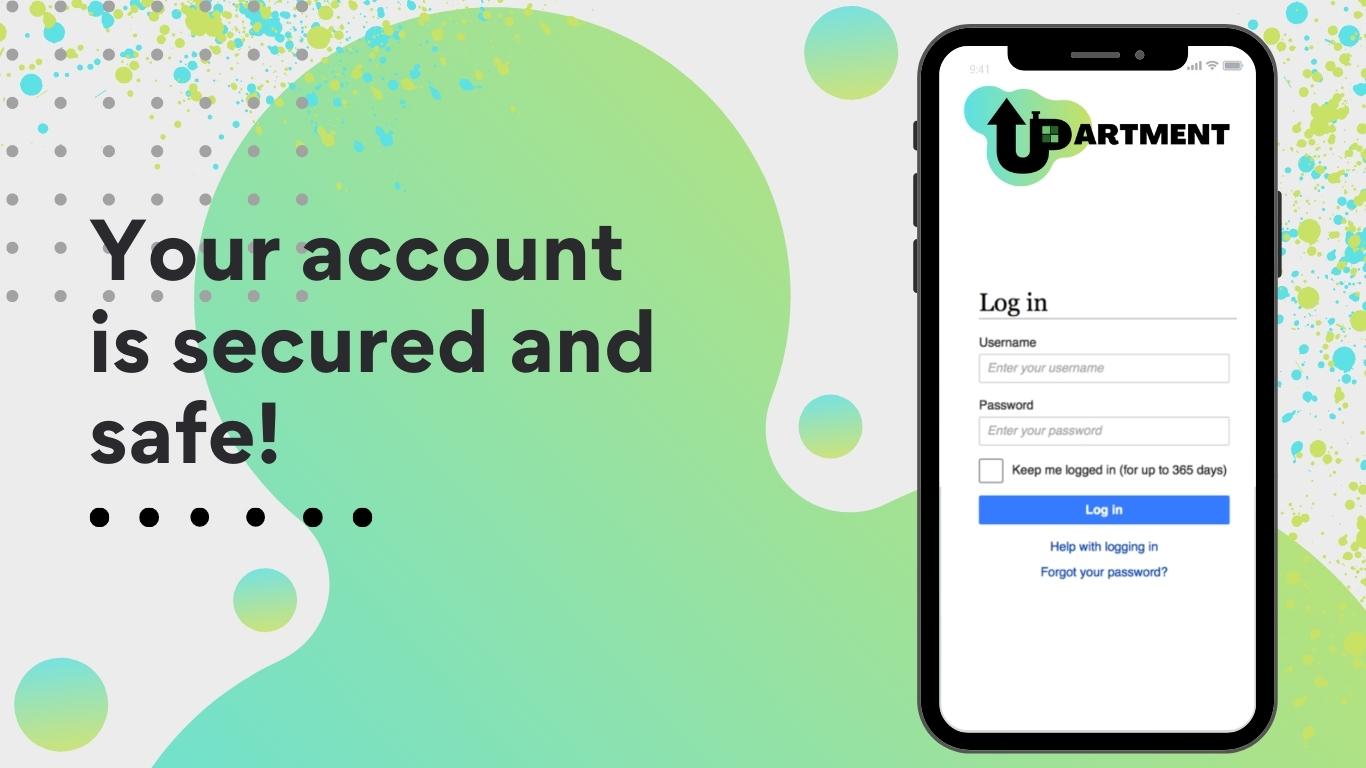 Your account
is secured and
safe!
9:41
UPARTMENT
Log in
Username
Enter your username
Password
Enter your password
Keep me logged in (for up to 365 days)
Log in
Help with logging in
Forgot your password?